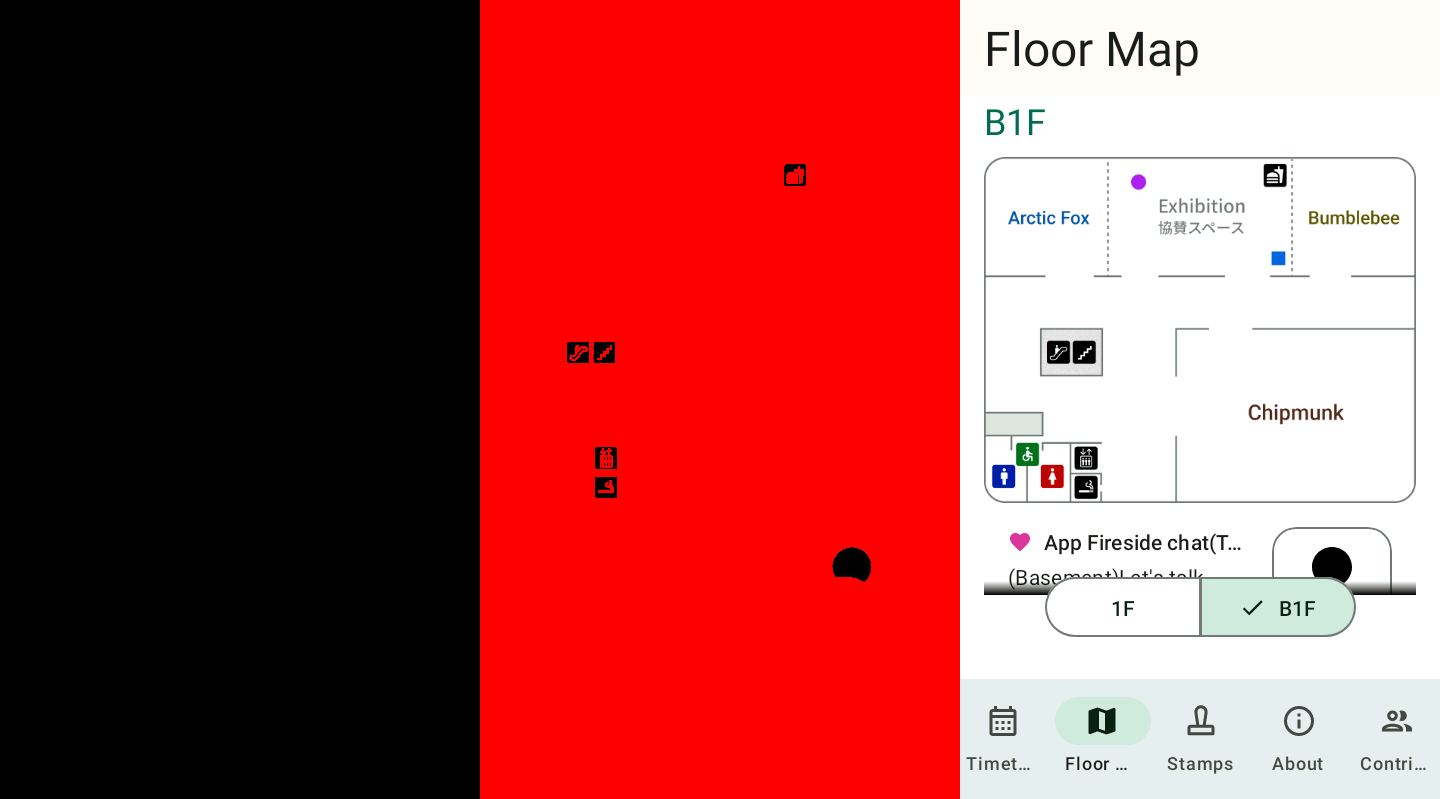 Floor Map
B1F
Arctic Fox
Exhibition
協賛スペース
Bumblebee
Chipmunk
App Fireside chat(T...
(Basement)Let's talk
1F
B1F
Timet...
Floor ...
Stamps
About
Contri...